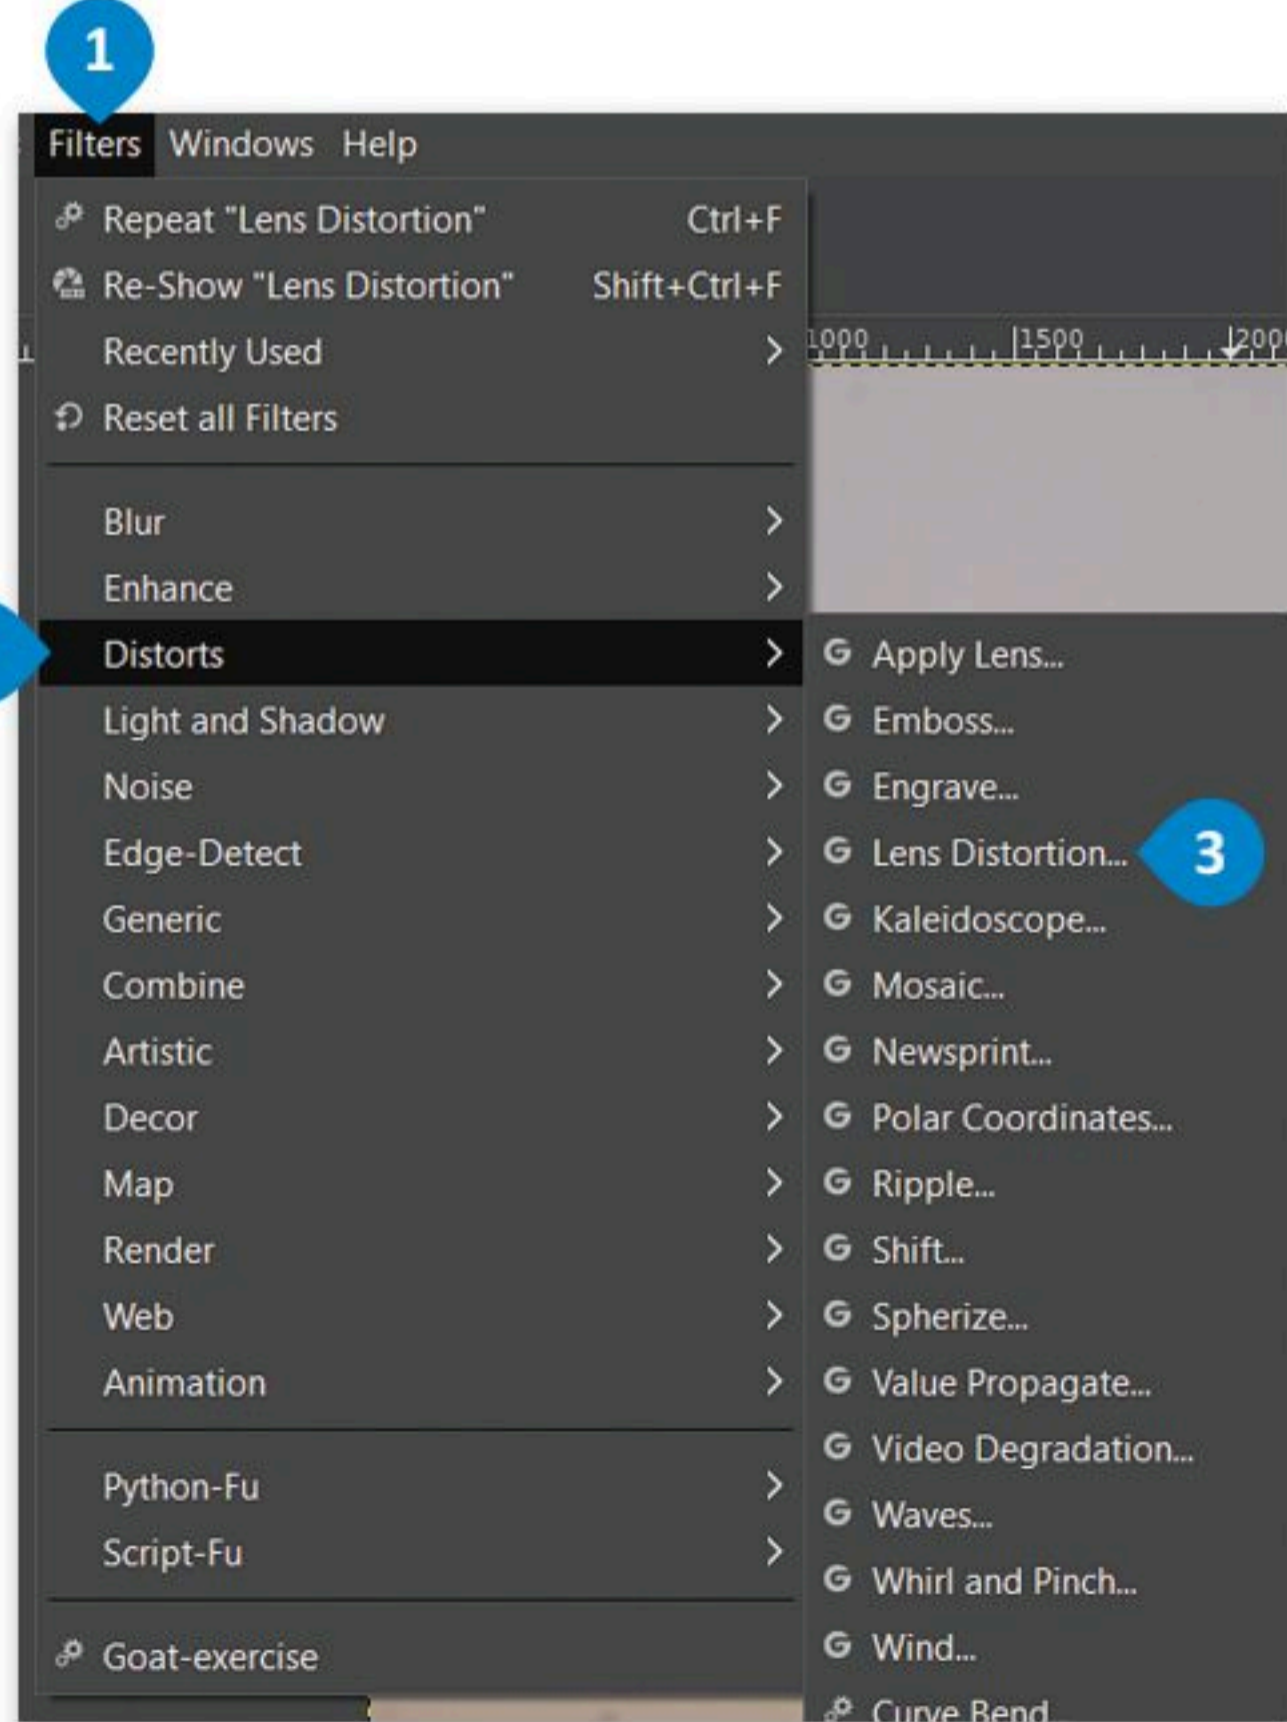 1
Filters Windows Help
Repeat "Lens Distortion" Ctrl+F
Re-Show "Lens Distortion" Shift+Ctrl+F
Recently Used
1000 1500 2000
Reset all Filters
Blur
Enhance
Distorts
Light and Shadow
Noise
Edge-Detect
Generic
Combine
Artistic
Decor
Map
Render
Web
Animation
Python-Fu
Script-Fu
Goat-exercise
Apply Lens...
Emboss...
Engrave...
Lens Distortion... 3
Kaleidoscope...
Mosaic...
Newsprint...
Polar Coordinates...
Ripple...
Shift...
Spherize...
Value Propagate...
Video Degradation...
Waves...
Whirl and Pinch...
Wind...
Curve Bend